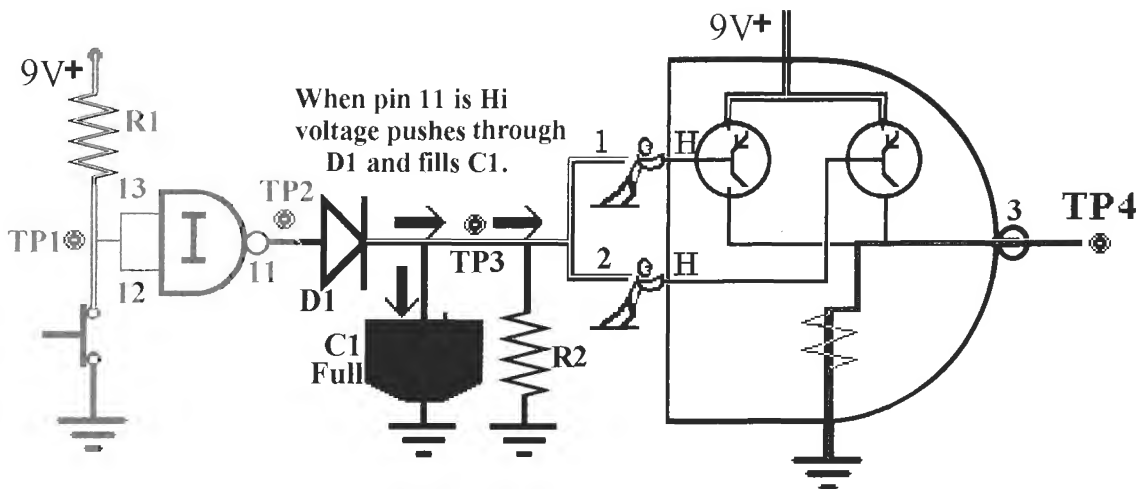 9V+
R1
13
TP1
12
I
TP2
11
D1
When pin 11 is Hi
voltage pushes through
D1 and fills C1.
TP3
C1
Full
R2
1
2
H
H
9V+
3
TP4